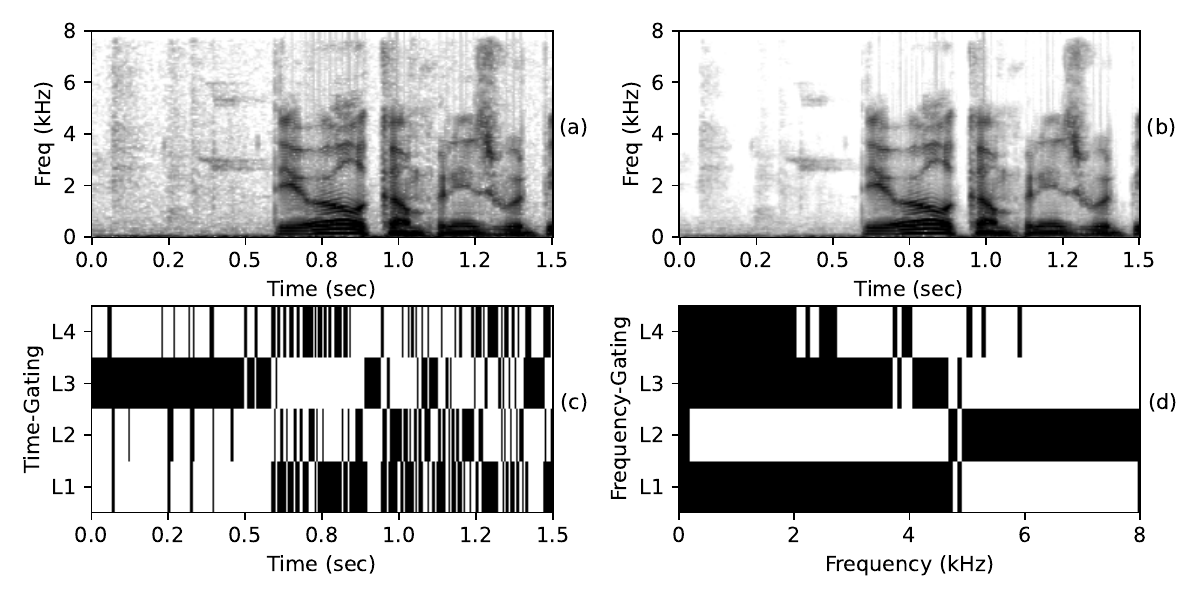 8
6
4
2
0
Freq (kHz)
0.0 0.2 0.5 0.8 1.0 1.2 1.5
Time (sec)
(a)
8
6
4
2
0
Freq (kHz)
0.0 0.2 0.5 0.8 1.0 1.2 1.5
Time (sec)
(b)
L4
L3
L2
L1
Time-Gating
0.0 0.2 0.5 0.8 1.0 1.2 1.5
Time (sec)
(c)
L4
L3
L2
L1
Frequency-Gating
0 2 4 6 8
Frequency (kHz)
(d)